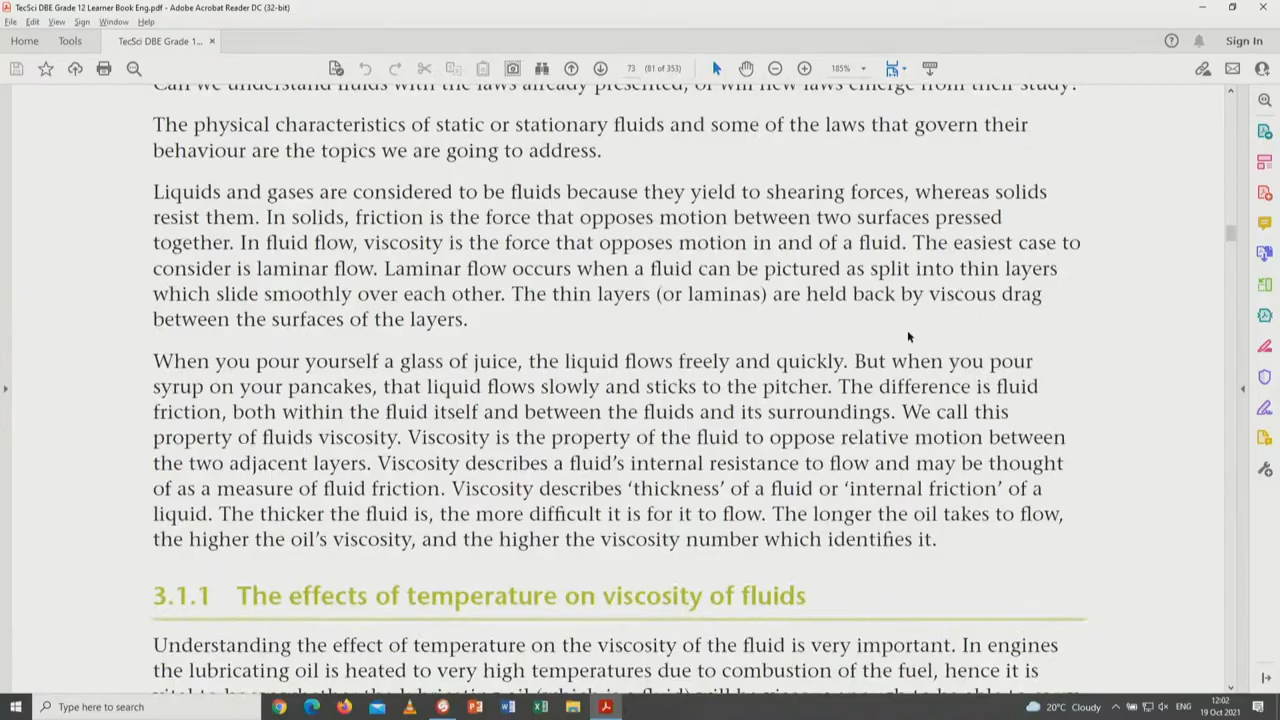 TecSci DBE Grade 12 Learner Book Eng.pdf - Adobe Acrobat Reader DC (32-bit)
File Edit View Sign Window Help
Home Tools TecSci DBE Grade 1... × Sign In
73 (81 of 353) 185%
Can we understand fluids with the laws already presented, or will new laws emerge from their study?
The physical characteristics of static or stationary fluids and some of the laws that govern their
behaviour are the topics we are going to address.
Liquids and gases are considered to be fluids because they yield to shearing forces, whereas solids
resist them. In solids, friction is the force that opposes motion between two surfaces pressed
together. In fluid flow, viscosity is the force that opposes motion in and of a fluid. The easiest case to
consider is laminar flow. Laminar flow occurs when a fluid can be pictured as split into thin layers
which slide smoothly over each other. The thin layers (or laminas) are held back by viscous drag
between the surfaces of the layers.
When you pour yourself a glass of juice, the liquid flows freely and quickly. But when you pour
syrup on your pancakes, that liquid flows slowly and sticks to the pitcher. The difference is fluid
friction, both within the fluid itself and between the fluids and its surroundings. We call this
property of fluids viscosity. Viscosity is the property of the fluid to oppose relative motion between
the two adjacent layers. Viscosity describes a fluid's internal resistance to flow and may be thought
of as a measure of fluid friction. Viscosity describes 'thickness' of a fluid or 'internal friction' of a
liquid. The thicker the fluid is, the more difficult it is for it to flow. The longer the oil takes to flow,
the higher the oil's viscosity, and the higher the viscosity number which identifies it.
3.1.1 The effects of temperature on viscosity of fluids
Understanding the effect of temperature on the viscosity of the fluid is very important. In engines
the lubricating oil is heated to very high temperatures due to combustion of the fuel, hence it is
Type here to search
20°C Cloudy ENG 12:02
19 Oct 2021